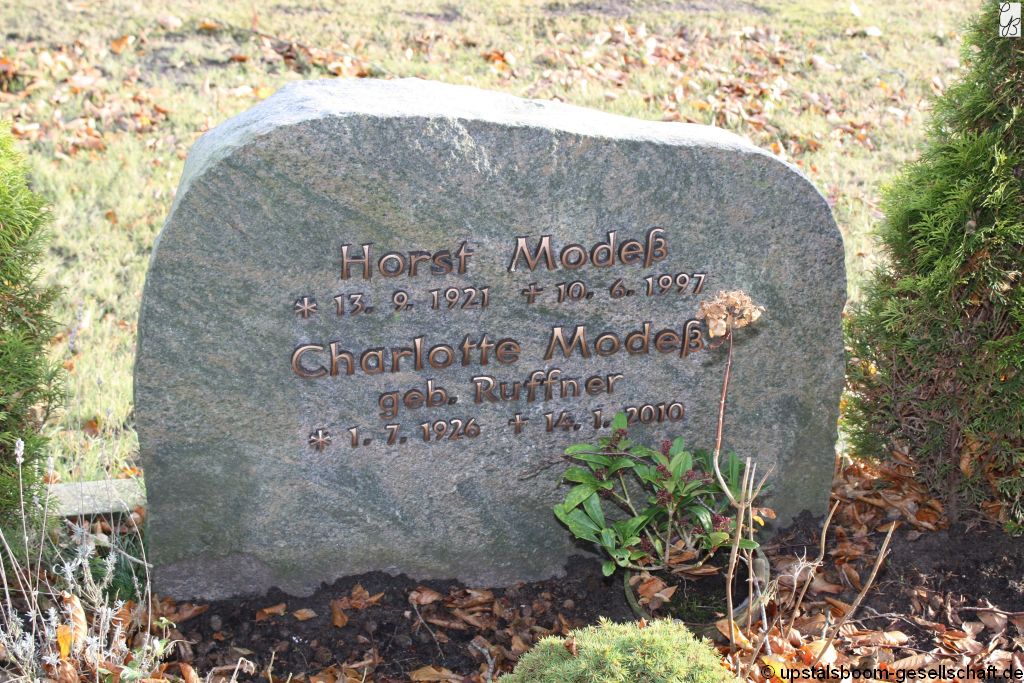 Horst Modeß
* 13. 9. 1921 ✝ 10. 6. 1997
Charlotte Modeß
geb. Ruffner
* 1. 7. 1926 ✝ 14. 1. 2010
© upstalsboom-gesellschaft.de